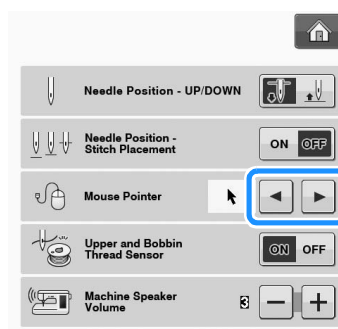 Needle Position - UP/DOWN
Needle Position -
Stitch Placement
ON OFF
Mouse Pointer
Upper and Bobbin
Thread Sensor
ON OFF
Machine Speaker
Volume
3 − +